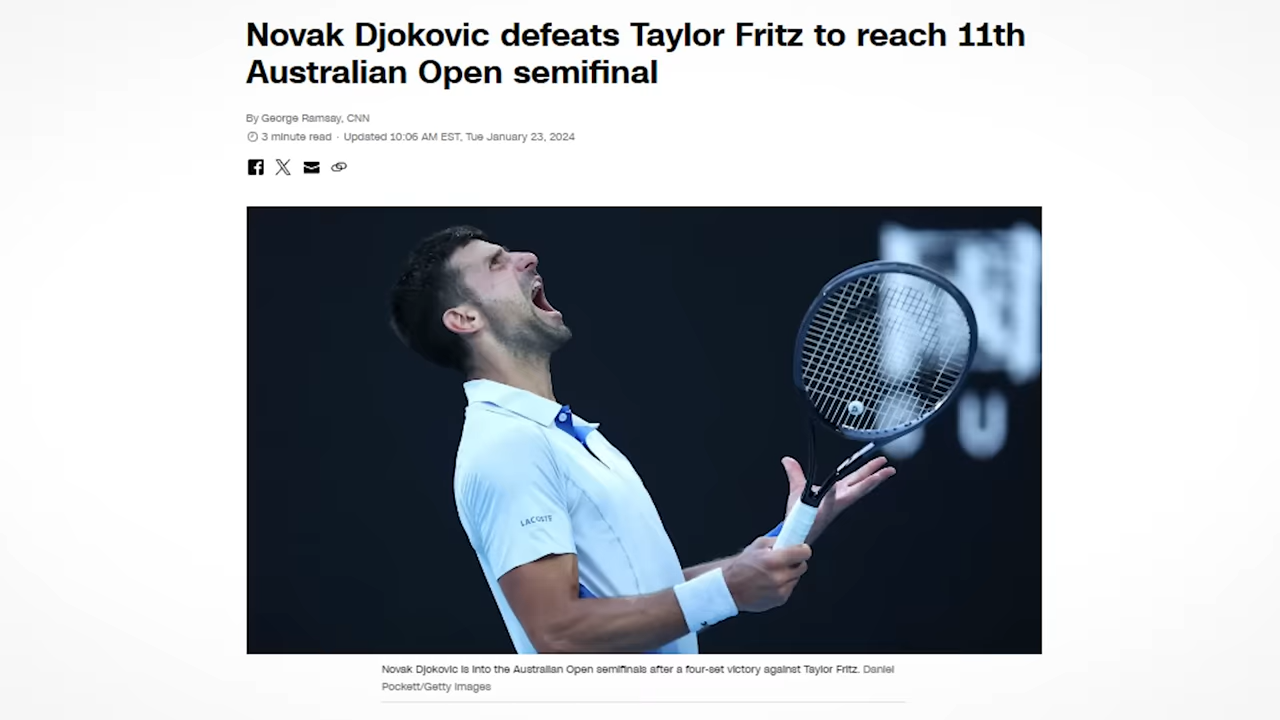 Novak Djokovic defeats Taylor Fritz to reach 11th
Australian Open semifinal
By George Ramsay, CNN
3 minute read · Updated 10:06 AM EST, Tue January 23, 2024
LACOSTE
U
Novak Djokovic is into the Australian Open semifinals after a four-set victory against Taylor Fritz. Daniel
Pockett/Getty Images